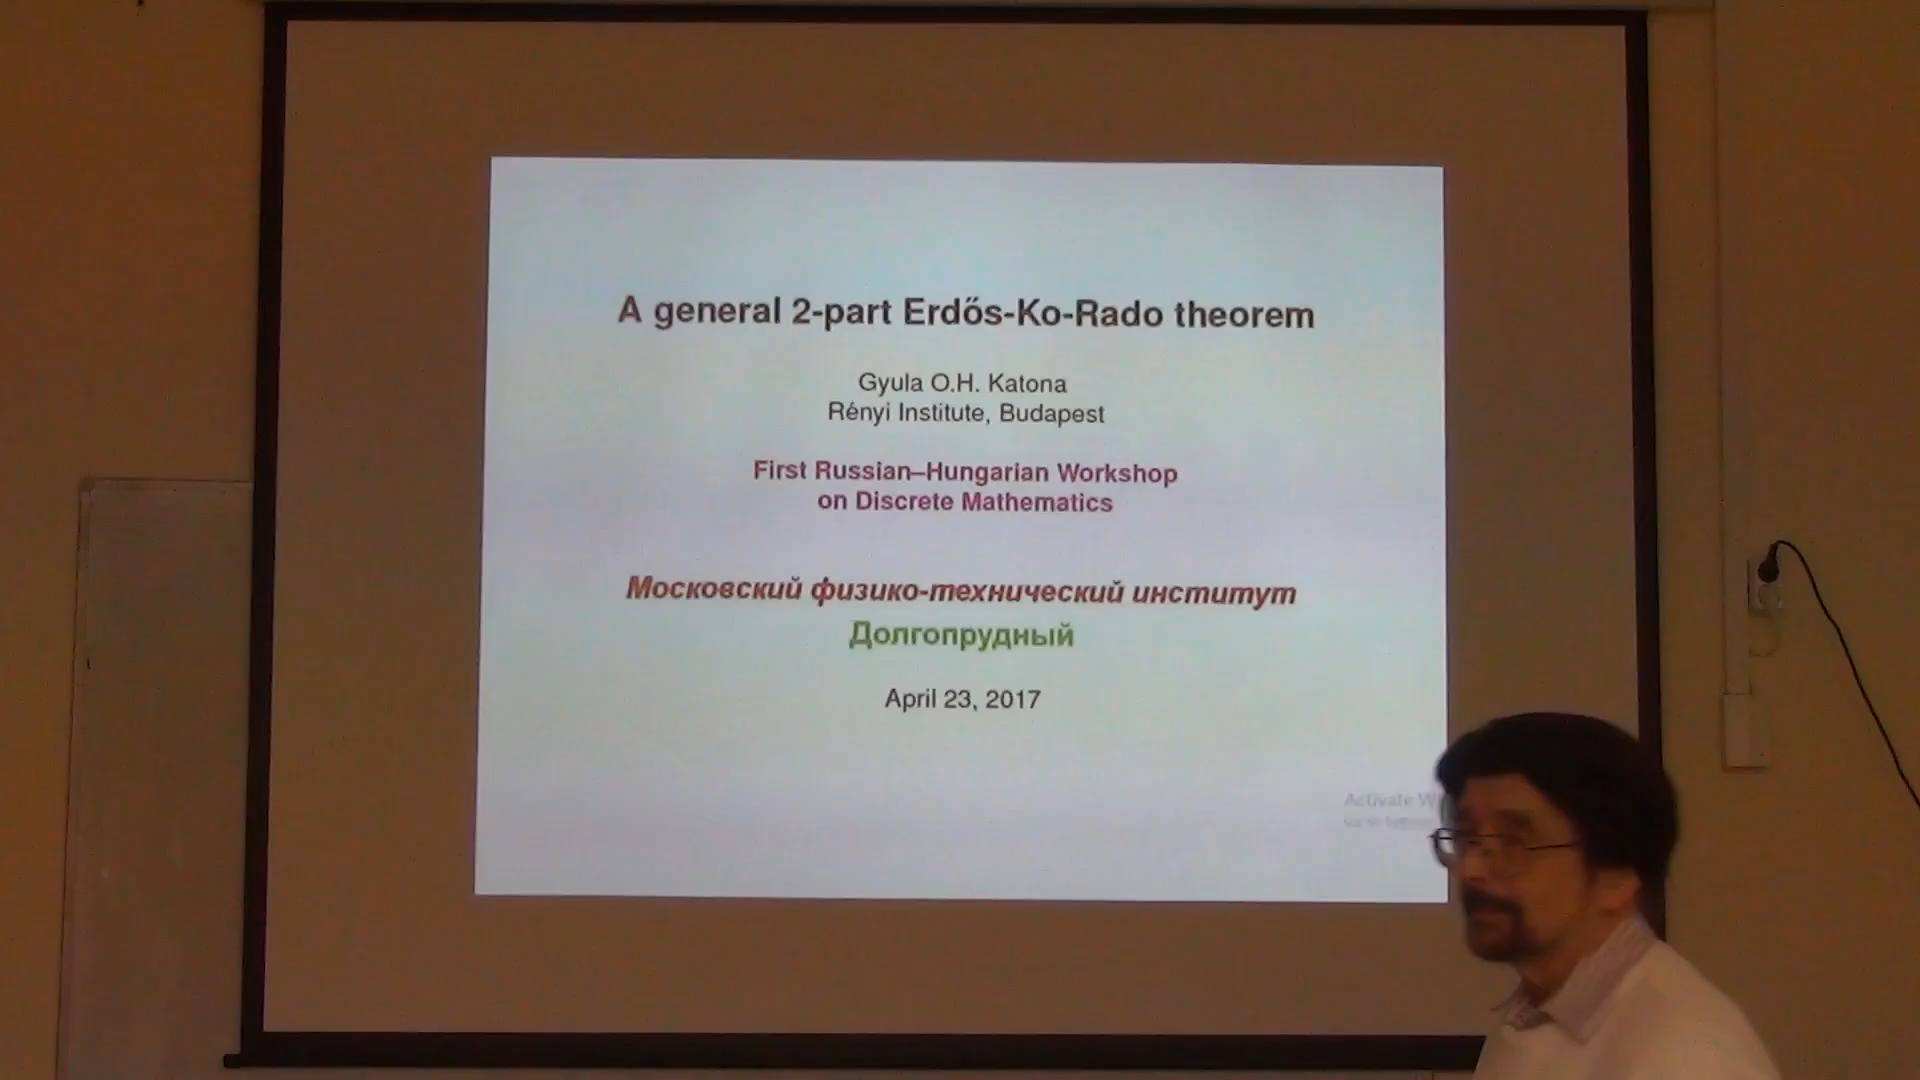 A general 2-part Erdős-Ko-Rado theorem
Gyula O.H. Katona
Rényi Institute, Budapest
First Russian–Hungarian Workshop
on Discrete Mathematics
Московский физико-технический институт
Долгопрудный
April 23, 2017
Activate